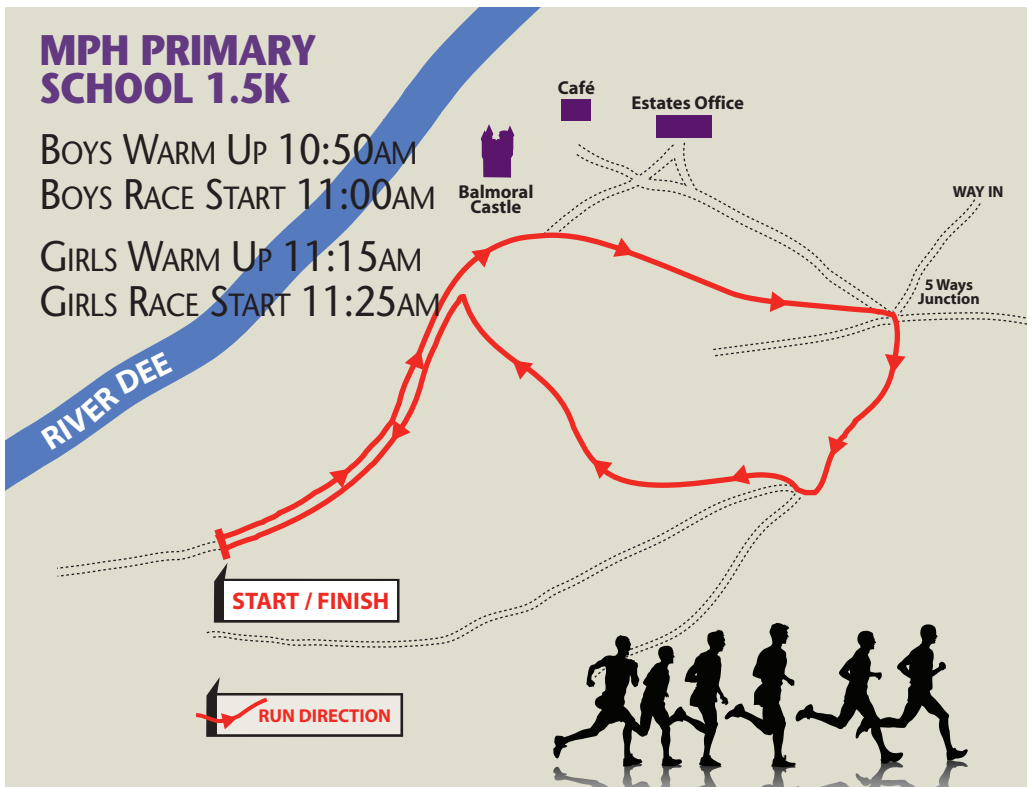 MPH PRIMARY
SCHOOL 1.5K
BOYS WARM UP 10:50AM
BOYS RACE START 11:00AM
GIRLS WARM UP 11:15AM
GIRLS RACE START 11:25AM
Café
Estates Office
Balmoral
Castle
WAY IN
5 Ways
Junction
RIVER DEE
START / FINISH
RUN DIRECTION